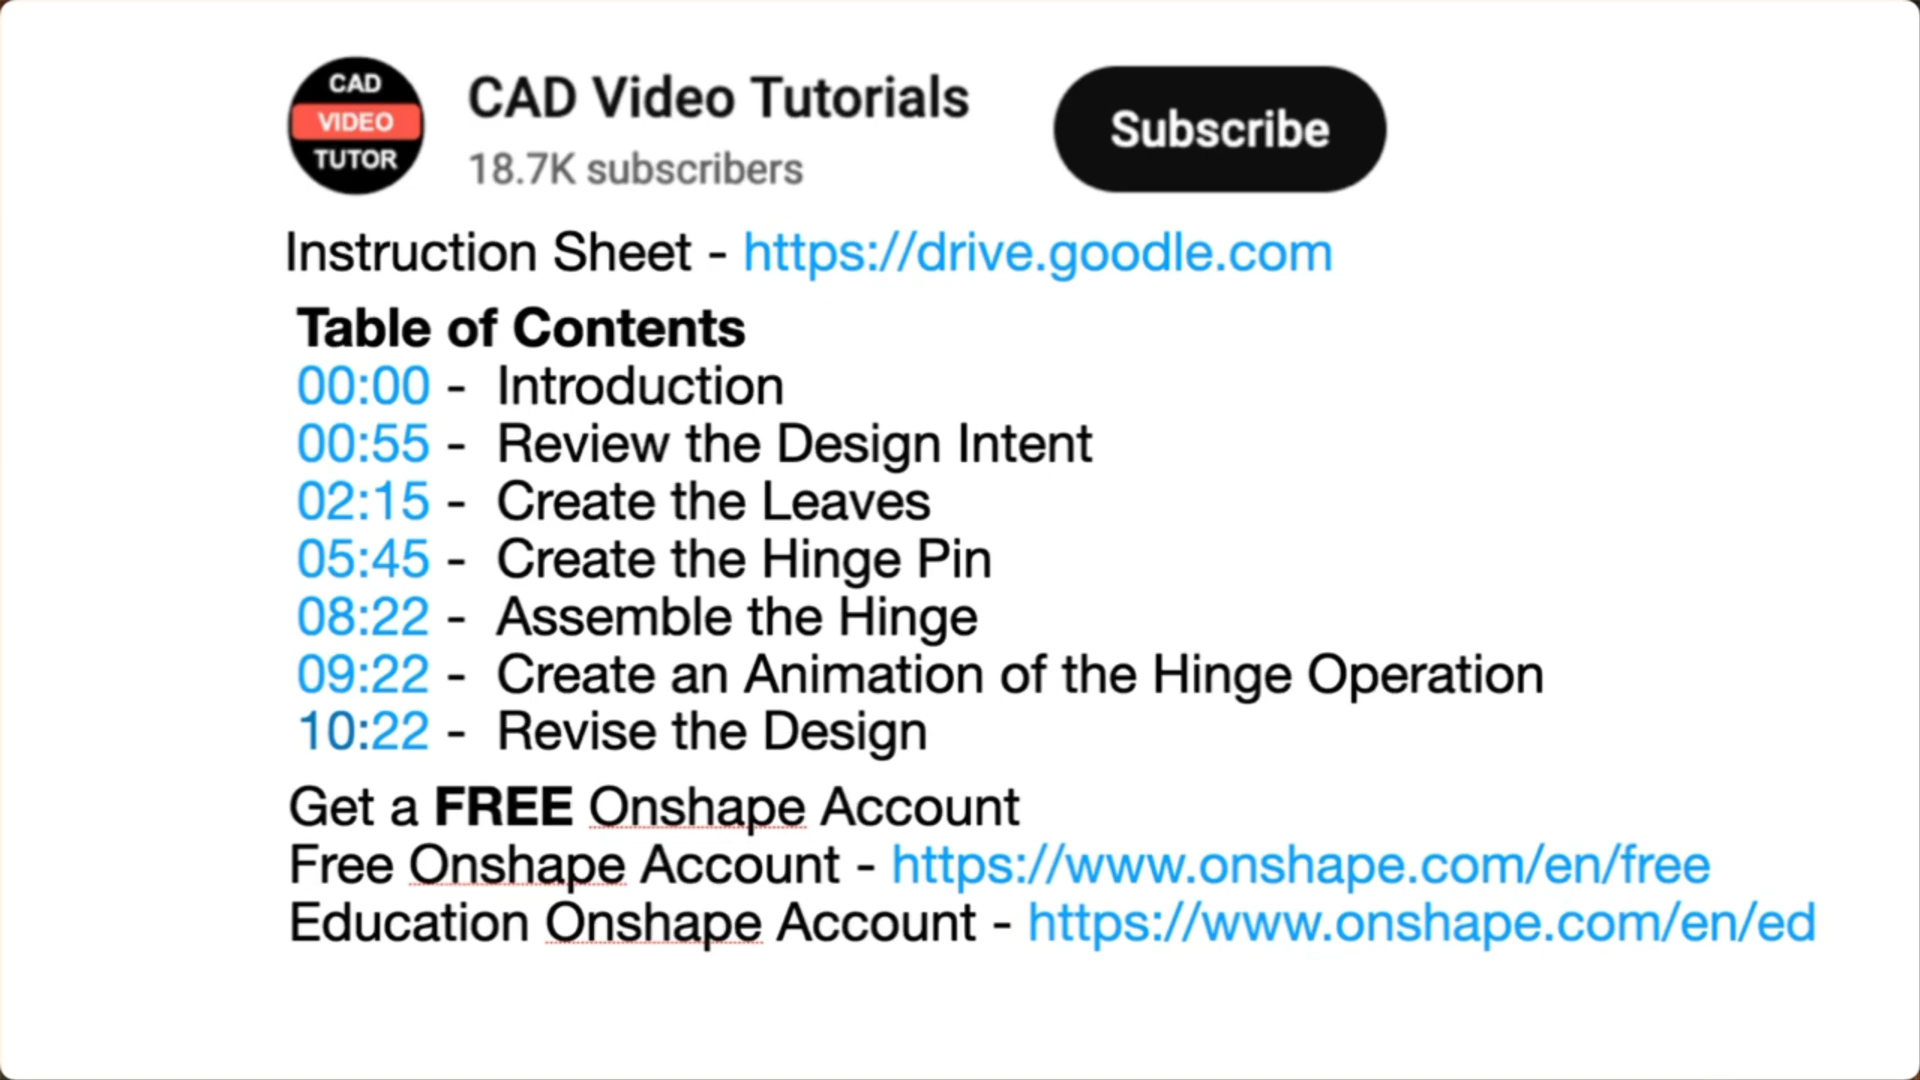 CAD
VIDEO
TUTOR
CAD Video Tutorials
18.7K subscribers
Subscribe
Instruction Sheet - https://drive.goodle.com
Table of Contents
00:00 - Introduction
00:55 - Review the Design Intent
02:15 - Create the Leaves
05:45 - Create the Hinge Pin
08:22 - Assemble the Hinge
09:22 - Create an Animation of the Hinge Operation
10:22 - Revise the Design
Get a FREE Onshape Account
Free Onshape Account - https://www.onshape.com/en/free
Education Onshape Account - https://www.onshape.com/en/ed